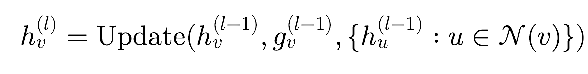 h_v^{(l)} = Update(h_v^{(l-1)}, g_v^{(l-1)}, {h_u^{(l-1)} : u ∈ 𝒩(v)})